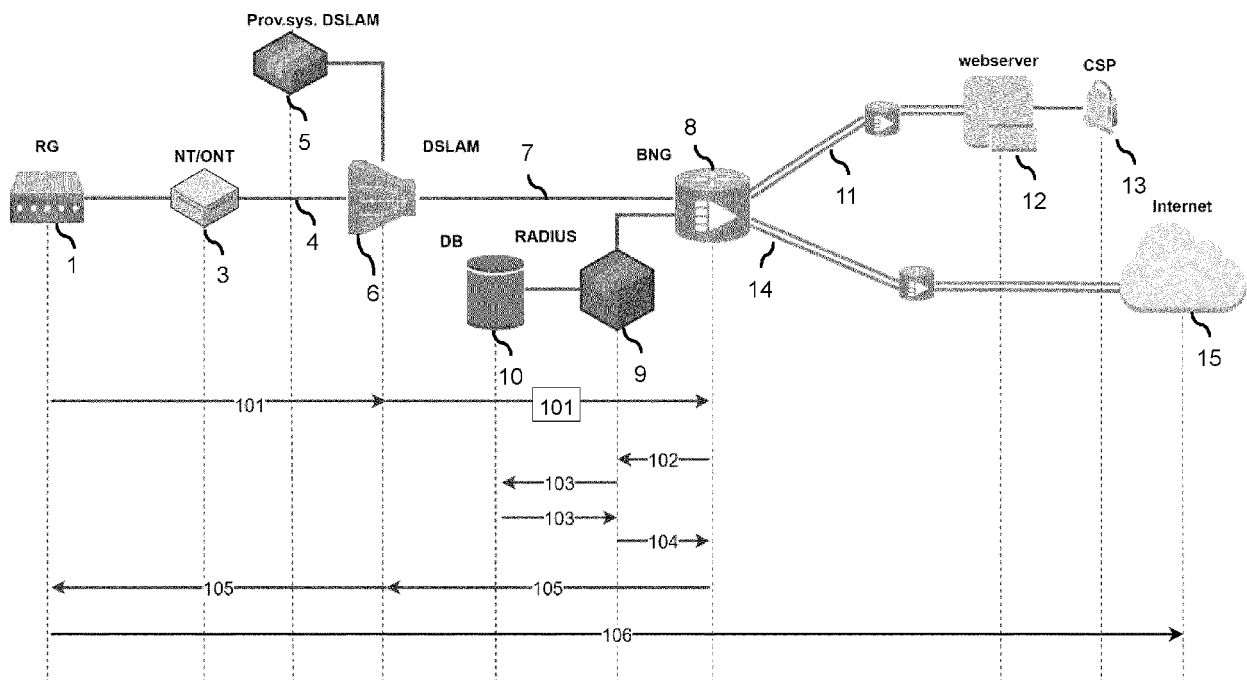 Prov.sys. DSLAM
webserver
CSP
5
8
RG
NT/ONT
DSLAM
7
BNG
11
12
13
Internet
1
3
4
6
DB
RADIUS
14
10
9
15
101
101
102
103
103
104
105
105
106